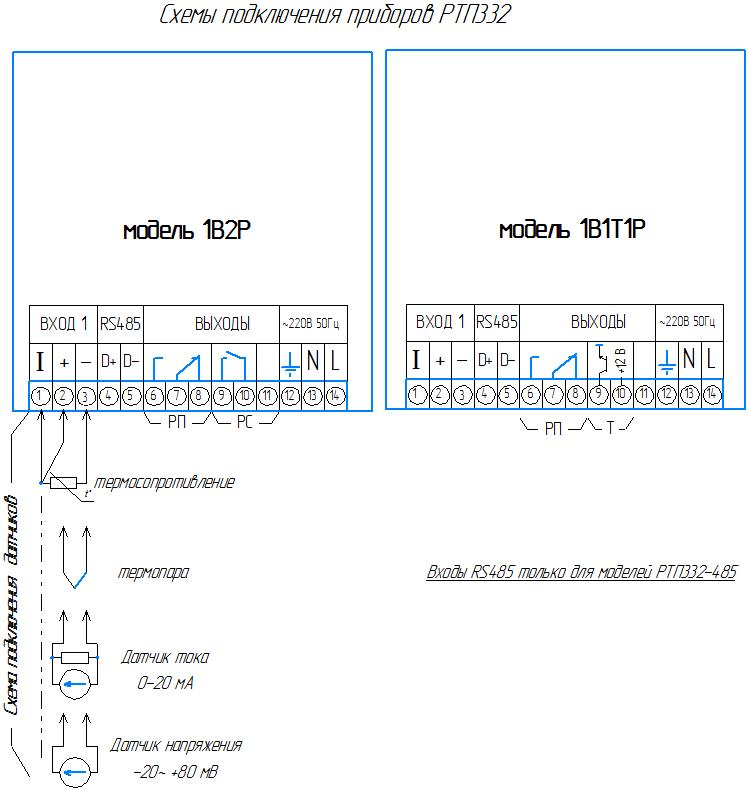 Схемы подключения приборов РТП332
модель 1В2Р
ВХОД 1 RS485 ВЫХОДЫ ~220В 50Гц
I + – D+ D– N L
1 2 3 4 5 6 7 8 9 10 11 12 13 14
РП РС
модель 1В1Т1Р
ВХОД 1 RS485 ВЫХОДЫ ~220В 50Гц
I + – D+ D– +12 В N L
1 2 3 4 5 6 7 8 9 10 11 12 13 14
РП Т
Схема подключения датчиков
t°
термосопротивление
термопара
Датчик тока
0–20 мА
Датчик напряжения
–20~ +80 мВ
Входы RS485 только для моделей РТП332–485